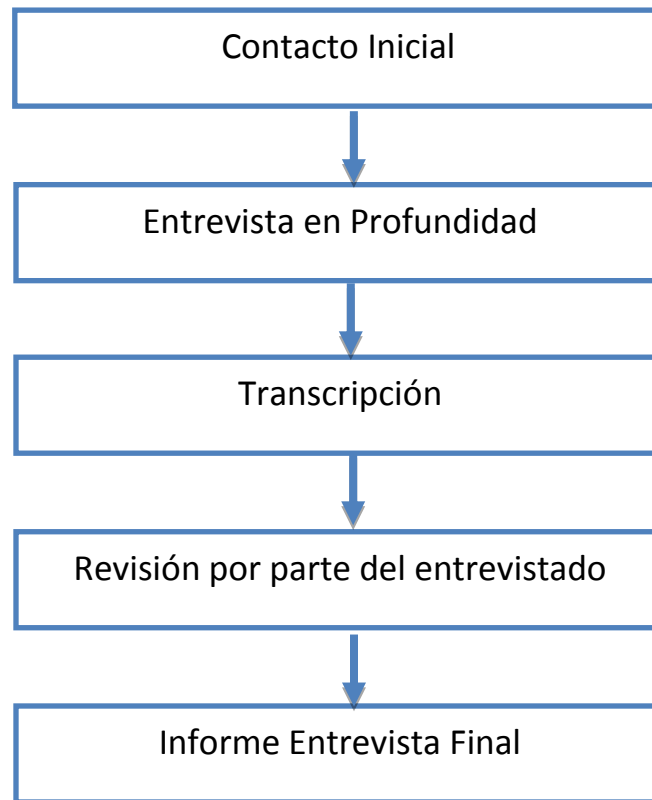 Contacto Inicial
Entrevista en Profundidad
Transcripción
Revisión por parte del entrevistado
Informe Entrevista Final